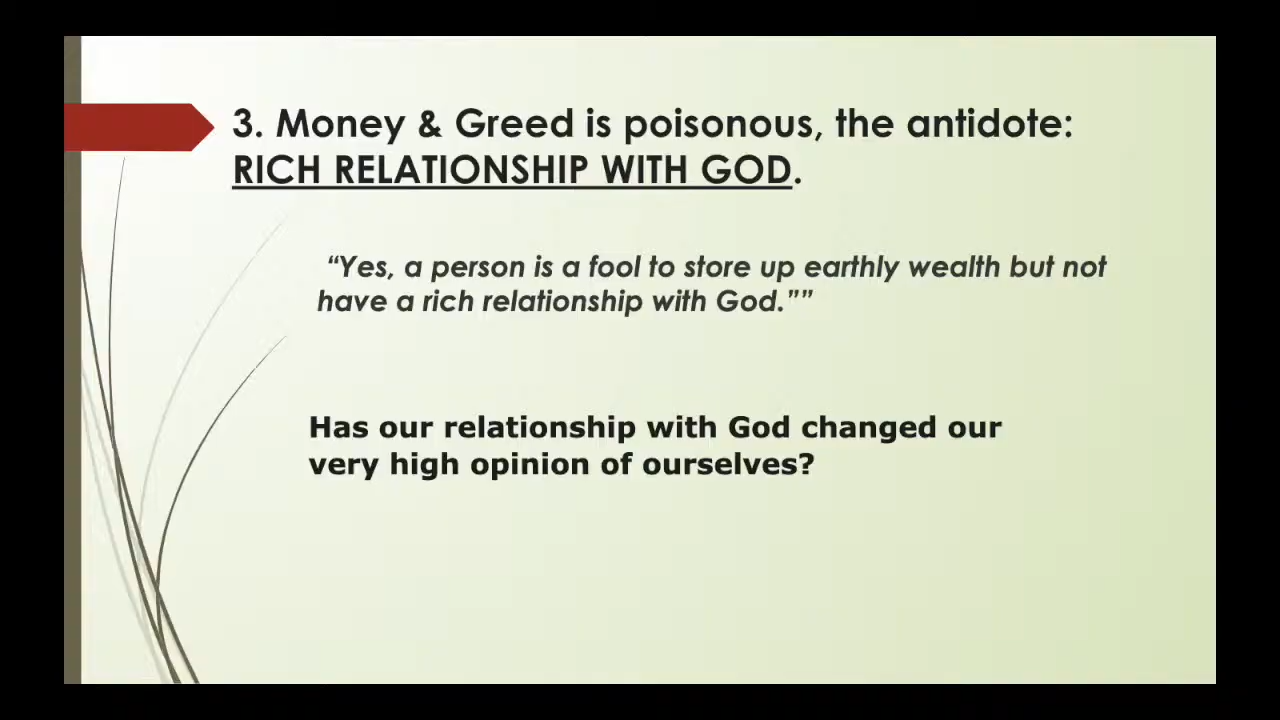 3. Money & Greed is poisonous, the antidote:
RICH RELATIONSHIP WITH GOD.
“Yes, a person is a fool to store up earthly wealth but not
have a rich relationship with God.””
Has our relationship with God changed our
very high opinion of ourselves?